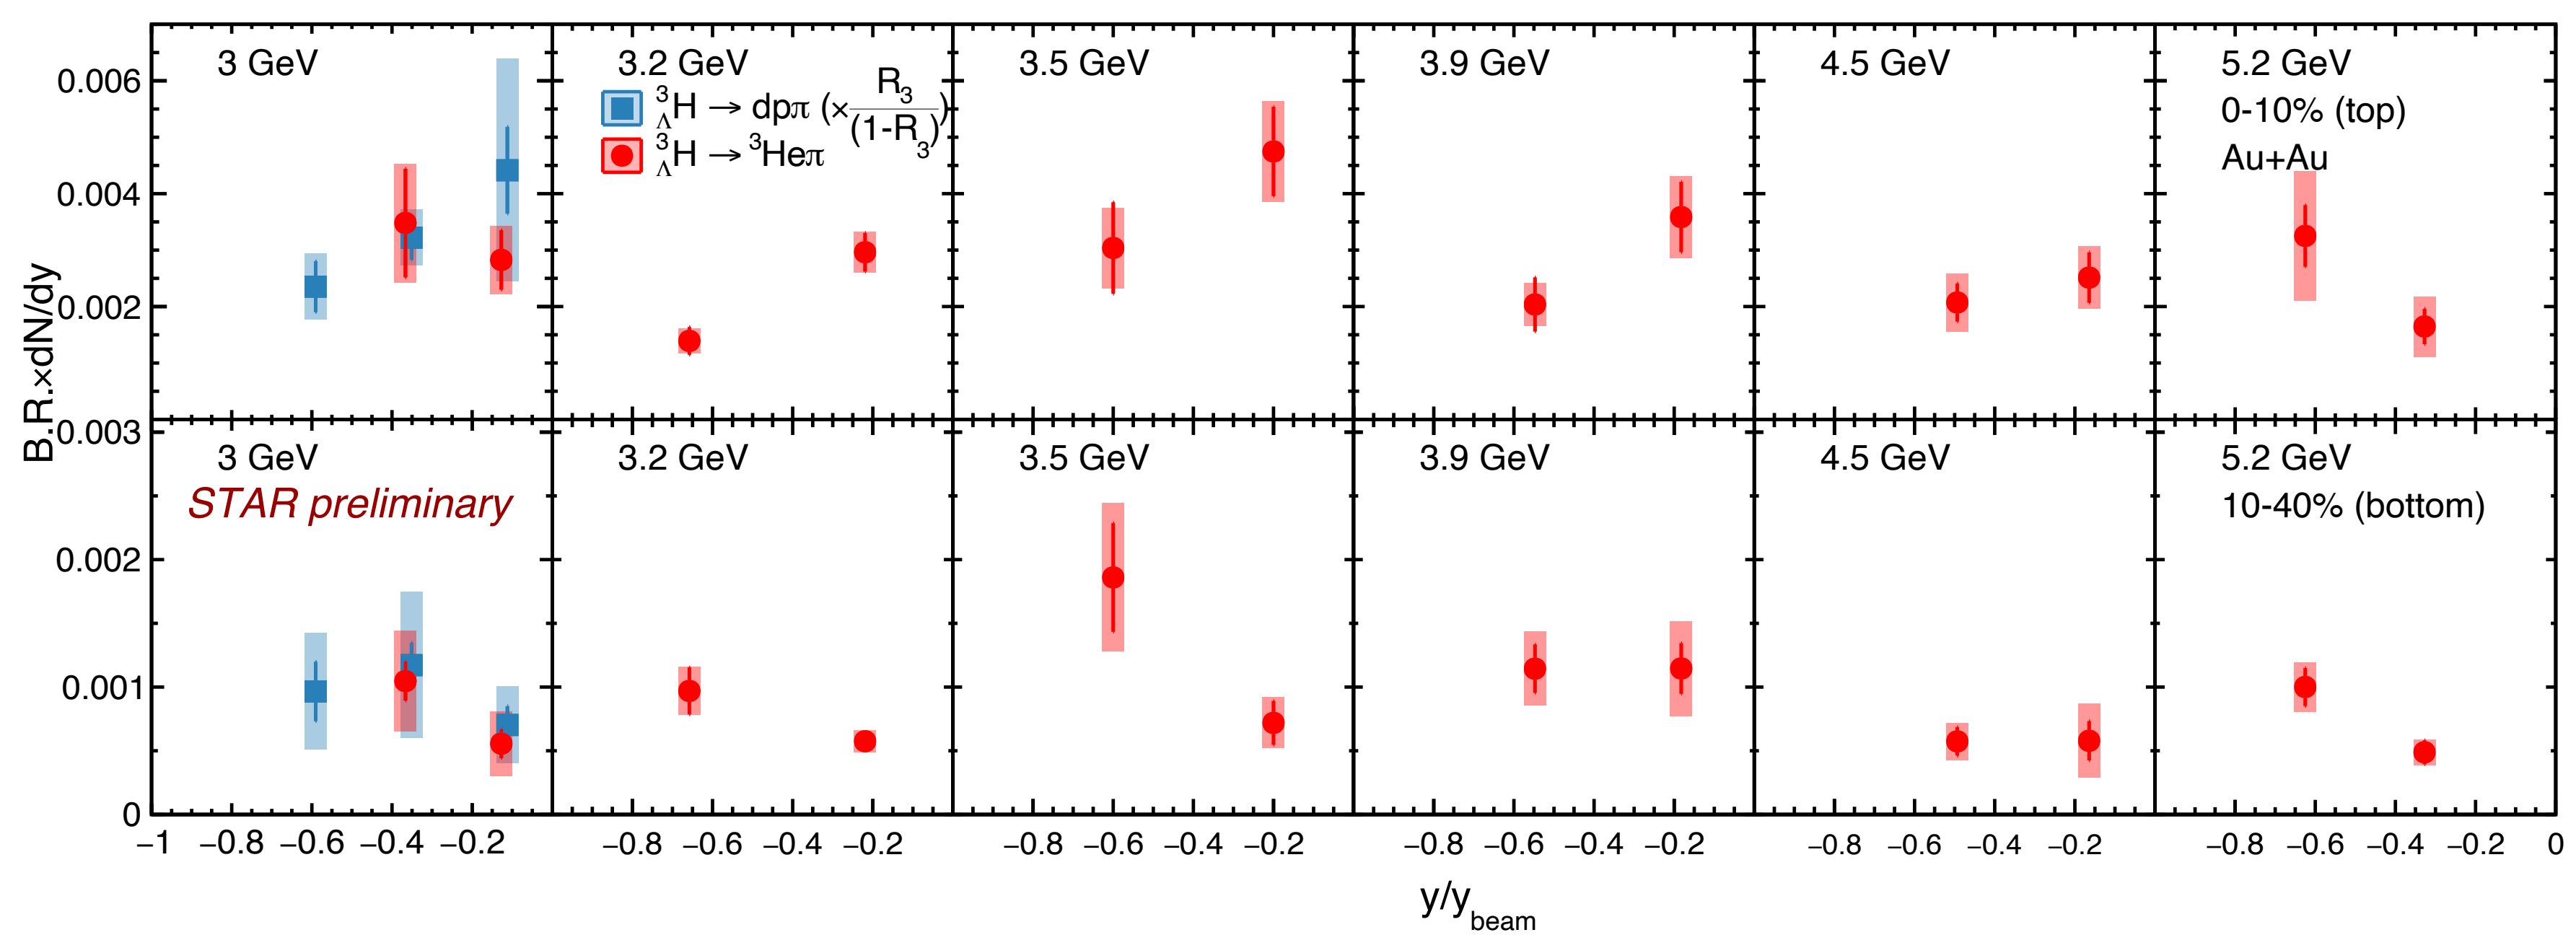 B.R.×dN/dy
0.006
0.004
0.002
3 GeV
3.2 GeV
³ΛH → dpπ (×R₃/(1-R₃))
³ΛH → ³Heπ
3.5 GeV
3.9 GeV
4.5 GeV
5.2 GeV
0-10% (top)
Au+Au
0.003
0.002
0.001
0
3 GeV
STAR preliminary
3.2 GeV
3.5 GeV
3.9 GeV
4.5 GeV
5.2 GeV
10-40% (bottom)
−1 −0.8 −0.6 −0.4 −0.2 −0.8 −0.6 −0.4 −0.2 −0.8 −0.6 −0.4 −0.2 −0.8 −0.6 −0.4 −0.2 −0.8 −0.6 −0.4 −0.2 −0.8 −0.6 −0.4 −0.2 0
y/y_beam